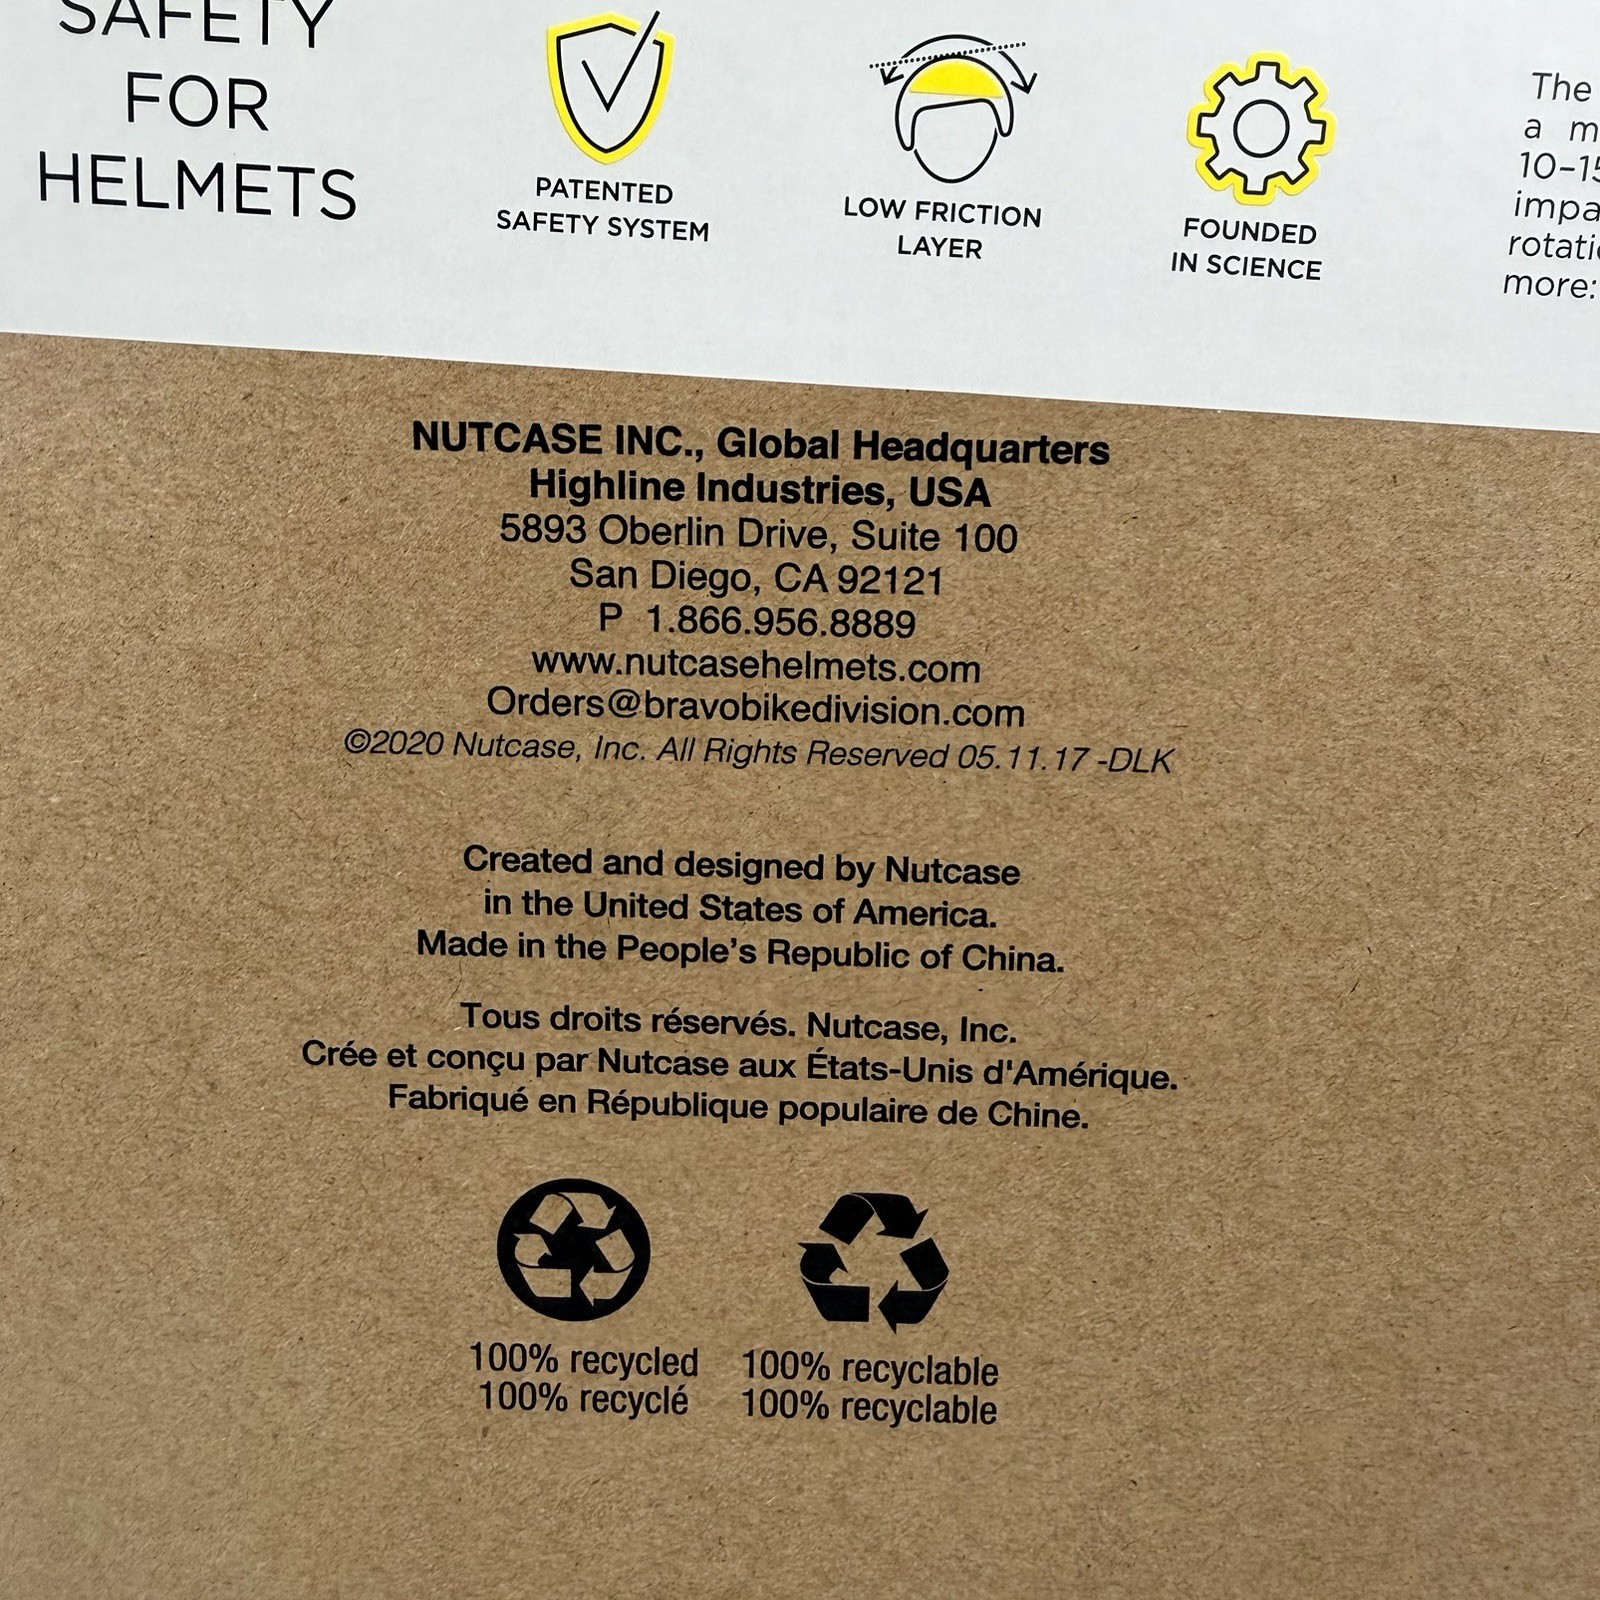 SAFETY
FOR
HELMETS
PATENTED
SAFETY SYSTEM
LOW FRICTION
LAYER
FOUNDED
IN SCIENCE
The
a
10-15
more:
NUTCASE INC., Global Headquarters
Highline Industries, USA
5893 Oberlin Drive, Suite 100
San Diego, CA 92121
P 1.866.956.8889
www.nutcasehelmets.com
Orders@bravobikedivision.com
©2020 Nutcase, Inc. All Rights Reserved 05.11.17 -DLK
Created and designed by Nutcase
in the United States of America.
Made in the People's Republic of China.
Tous droits réservés. Nutcase, Inc.
Crée et conçu par Nutcase aux États-Unis d'Amérique.
Fabriqué en République populaire de Chine.
100% recycled
100% recyclé
100% recyclable
100% recyclable